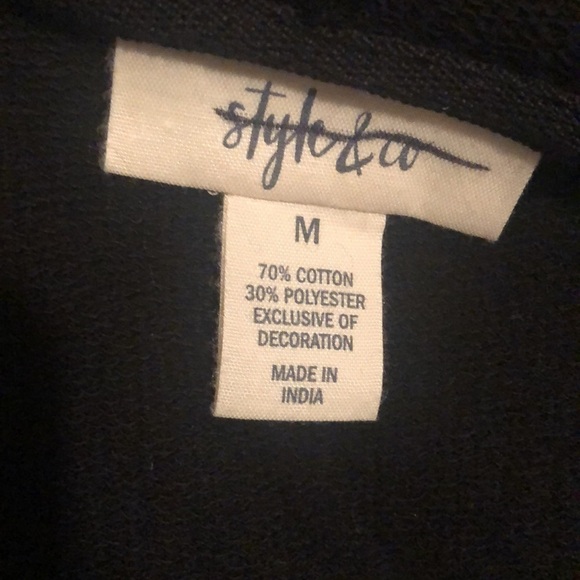 style&co
M
70% COTTON
30% POLYESTER
EXCLUSIVE OF
DECORATION
MADE IN
INDIA